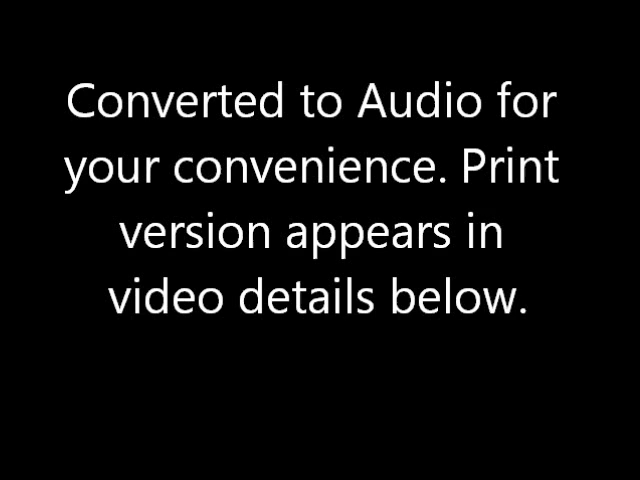 Converted to Audio for
your convenience. Print
version appears in
video details below.